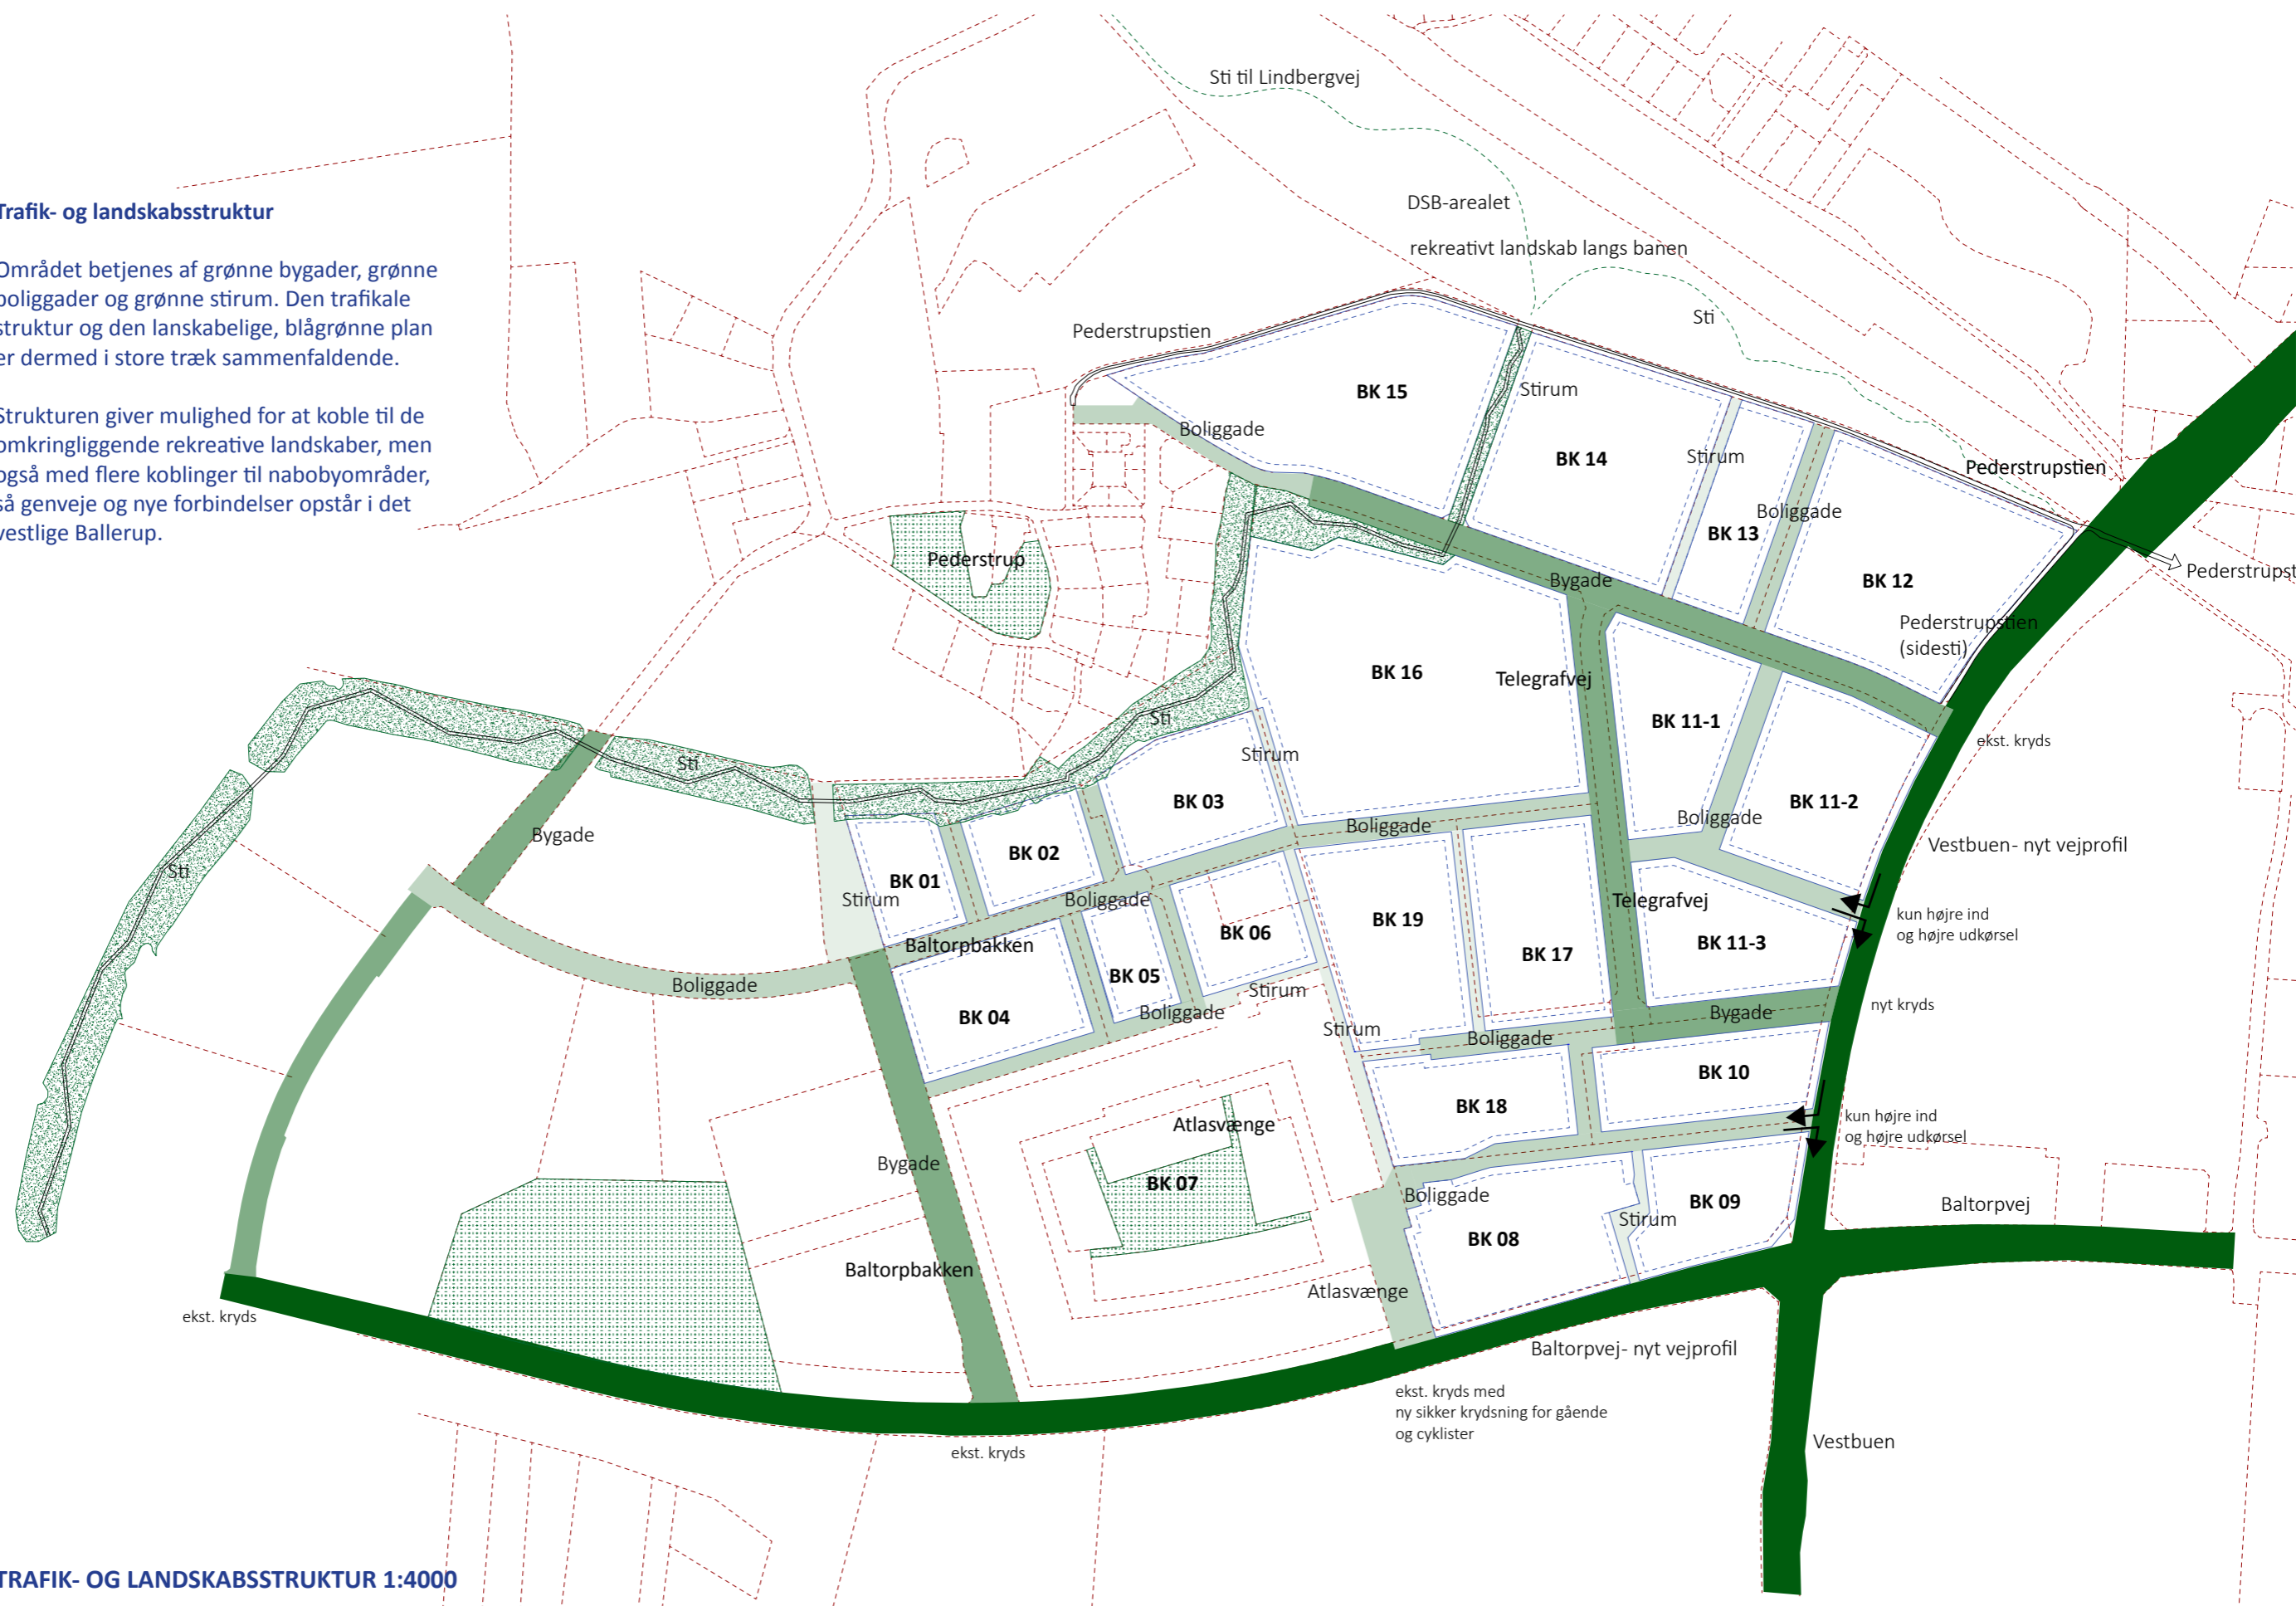 Trafik- og landskabsstruktur
Området betjenes af grønne bygader, grønne
boliggader og grønne stirum. Den trafikale
struktur og den lanskabelige, blågrønne plan
er dermed i store træk sammenfaldende.
Strukturen giver mulighed for at koble til de
omkringliggende rekreative landskaber, men
også med flere koblinger til nabobyområder,
så genveje og nye forbindelser opstår i det
vestlige Ballerup.
Sti til Lindbergvej
DSB-arealet
rekreativt landskab langs banen
Sti
Pederstrupstien
BK 15
Stirum
Boliggade
BK 14
Stirum
Pederstrupstien
Boliggade
BK 13
Pederstrup
Bygade
BK 12
Pederstrupst
Pederstrupstien
(sidesti)
BK 16
Telegrafvej
BK 11-1
Sti
Stirum
ekst. kryds
Sti
BK 03
BK 11-2
Bygade
Boliggade
Boliggade
Vestbuen- nyt vejprofil
BK 02
Sti
BK 01
Stirum
Boliggade
Telegrafvej
kun højre ind
og højre udkørsel
BK 19
BK 06
Baltorpbakken
BK 11-3
BK 17
BK 05
Boliggade
Stirum
nyt kryds
BK 04
Boliggade
Bygade
Stirum
Boliggade
BK 10
BK 18
kun højre ind
og højre udkørsel
Atlasvænge
Bygade
BK 07
Boliggade
BK 09
Baltorpvej
Stirum
BK 08
Baltorpbakken
Atlasvænge
ekst. kryds
Baltorpvej- nyt vejprofil
ekst. kryds med
ny sikker krydsning for gående
og cyklister
Vestbuen
ekst. kryds
TRAFIK- OG LANDSKABSSTRUKTUR 1:4000